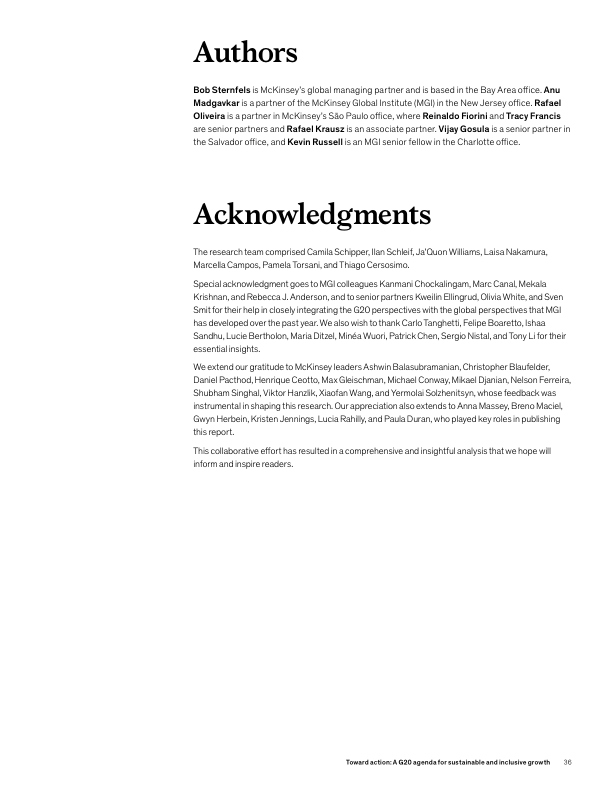 Authors
Bob Sternfels is McKinsey's global managing partner and is based in the Bay Area office. Anu
Madgavkar is a partner of the McKinsey Global Institute (MGI) in the New Jersey office. Rafael
Oliveira is a partner in McKinsey's São Paulo office, where Reinaldo Fiorini and Tracy Francis
are senior partners and Rafael Krausz is an associate partner. Vijay Gosula is a senior partner in
the Salvador office, and Kevin Russell is an MGI senior fellow in the Charlotte office.
Acknowledgments
The research team comprised Camila Schipper, Ilan Schleif, Ja'Quon Williams, Laisa Nakamura,
Marcella Campos, Pamela Torsani, and Thiago Cersosimo.
Special acknowledgment goes to MGI colleagues Kanmani Chockalingam, Marc Canal, Mekala
Krishnan, and Rebecca J. Anderson, and to senior partners Kweilin Ellingrud, Olivia White, and Sven
Smit for their help in closely integrating the G20 perspectives with the global perspectives that MGI
has developed over the past year. We also wish to thank Carlo Tanghetti, Felipe Boaretto, Ishaa
Sandhu, Lucie Bertholon, Maria Ditzel, Minéa Wuori, Patrick Chen, Sergio Nistal, and Tony Li for their
essential insights.
We extend our gratitude to McKinsey leaders Ashwin Balasubramanian, Christopher Blaufelder,
Daniel Pacthod, Henrique Ceotto, Max Gleischman, Michael Conway, Mikael Djanian, Nelson Ferreira,
Shubham Singhal, Viktor Hanzlik, Xiaofan Wang, and Yermolai Solzhenitsyn, whose feedback was
instrumental in shaping this research. Our appreciation also extends to Anna Massey, Breno Maciel,
Gwyn Herbein, Kristen Jennings, Lucia Rahilly, and Paula Duran, who played key roles in publishing
this report.
This collaborative effort has resulted in a comprehensive and insightful analysis that we hope will
inform and inspire readers.
Toward action: A G20 agenda for sustainable and inclusive growth 36